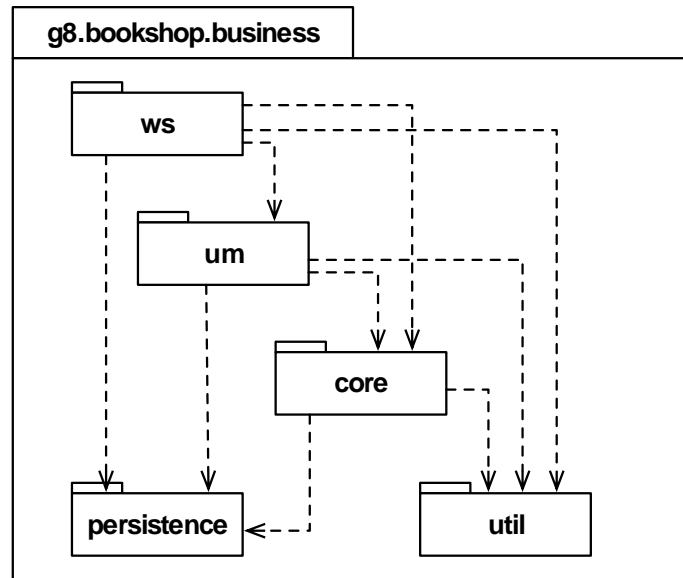 g8.bookshop.business
ws
um
core
persistence
util